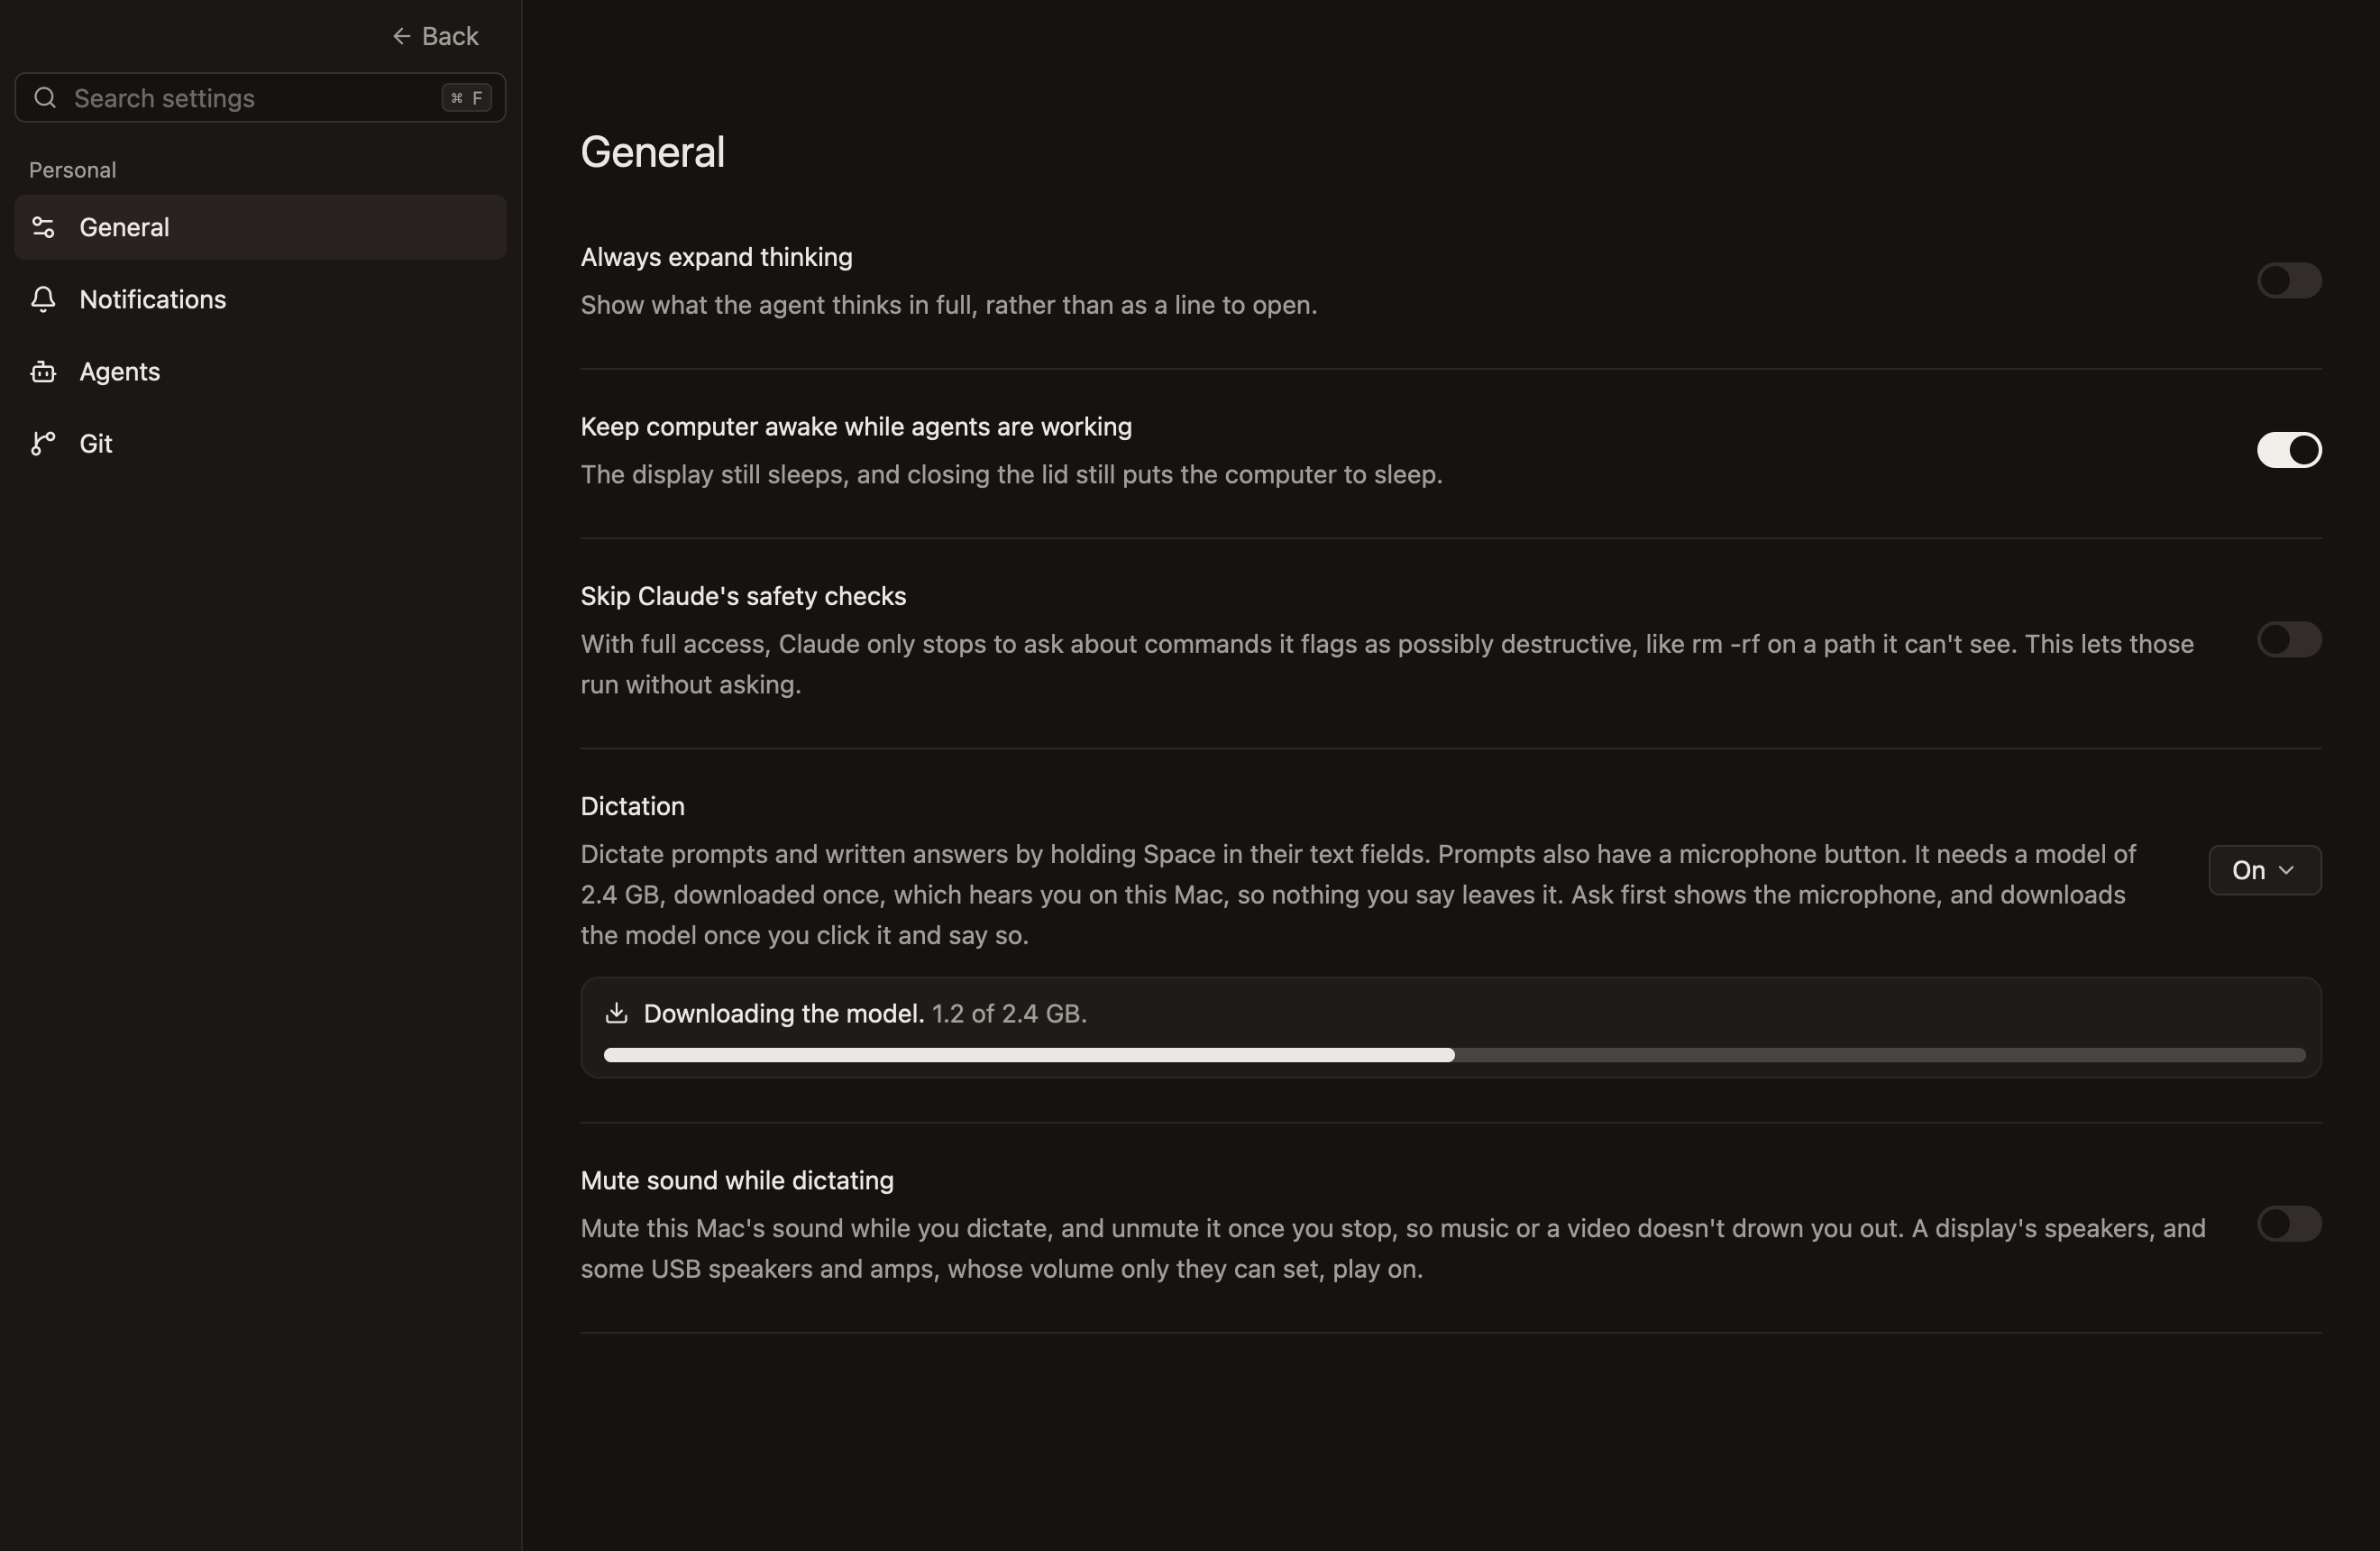 Back
Search settings
⌘ F
Personal
General
Notifications
Agents
Git
General
Always expand thinking
Show what the agent thinks in full, rather than as a line to open.
Keep computer awake while agents are working
The display still sleeps, and closing the lid still puts the computer to sleep.
Skip Claude's safety checks
With full access, Claude only stops to ask about commands it flags as possibly destructive, like rm -rf on a path it can't see. This lets those
run without asking.
Dictation
Dictate prompts and written answers by holding Space in their text fields. Prompts also have a microphone button. It needs a model of
2.4 GB, downloaded once, which hears you on this Mac, so nothing you say leaves it. Ask first shows the microphone, and downloads
the model once you click it and say so.
On
Downloading the model. 1.2 of 2.4 GB.
Mute sound while dictating
Mute this Mac's sound while you dictate, and unmute it once you stop, so music or a video doesn't drown you out. A display's speakers, and
some USB speakers and amps, whose volume only they can set, play on.